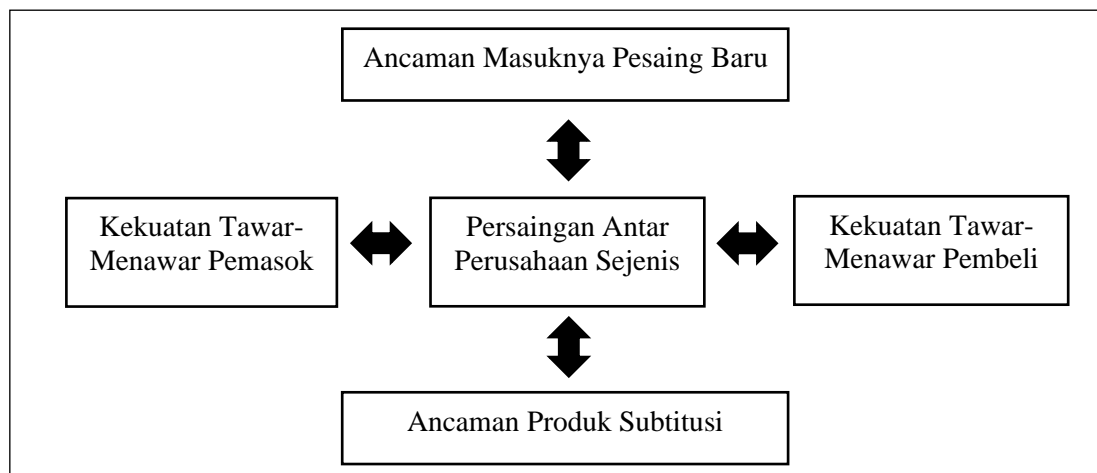 Ancaman Masuknya Pesaing Baru
Kekuatan Tawar-
Menawar Pemasok
Persaingan Antar
Perusahaan Sejenis
Kekuatan Tawar-
Menawar Pembeli
Ancaman Produk Subtitusi